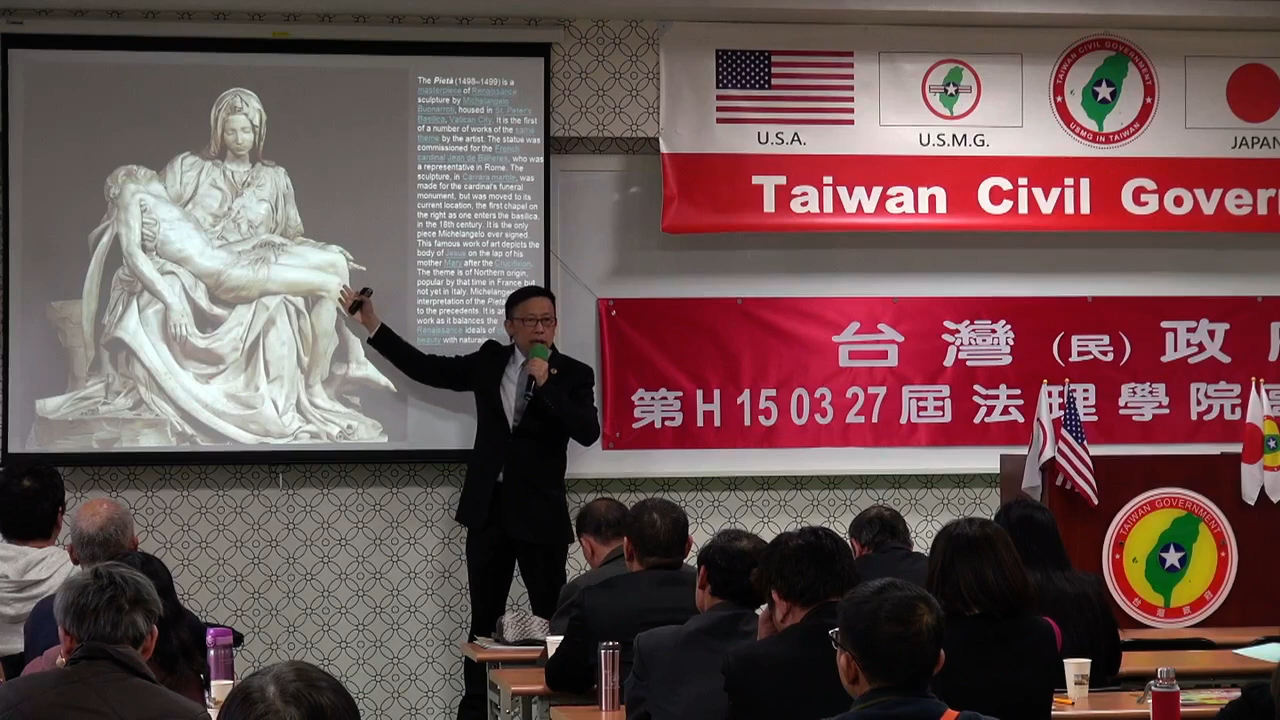 The Pietà (1498–1499) is a
masterpiece of Renaissance
sculpture by Michelangelo
Buonarroti, housed in St. Peter's
Basilica, Vatican City. It is the first
of a number of works of the same
theme by the artist. The statue was
commissioned for the French
cardinal Jean de Bilhères, who was
a representative in Rome. The
sculpture, in Carrara marble, was
made for the cardinal's funeral
monument, but was moved to its
current location, the first chapel on
the right as one enters the basilica,
in the 18th century. It is the only
piece Michelangelo ever signed.
This famous work of art depicts the
body of Jesus on the lap of his
mother Mary after the Crucifixion.
The theme is of Northern origin,
popular by that time in France but
not yet in Italy. Michelangelo
interpretation of the Pietà
to the precedents. It is an
work as it balances the
Renaissance ideals of
beauty with
TAIWAN CIVIL GOVERNMENT
USMG IN TAIWAN
U.S.A.
U.S.M.G.
JAPAN
Taiwan Civil Gover
台灣（民）政
第H 15 03 27 屆法理學院
TAIWAN GOVERNMENT
台灣政府